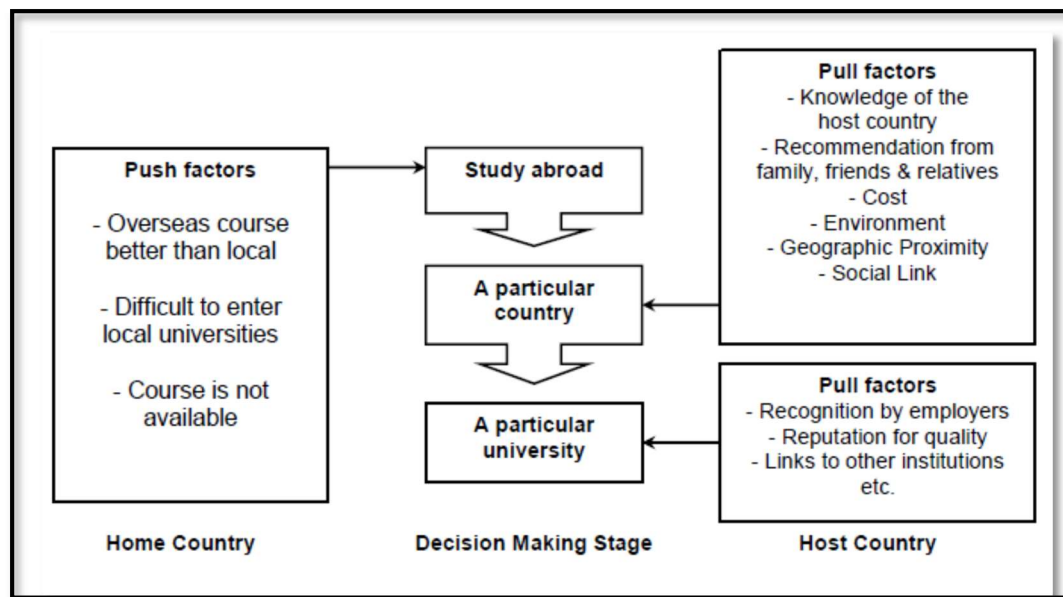 Push factors
- Overseas course
better than local
- Difficult to enter
local universities
- Course is not
available
Home Country
Study abroad
A particular
country
A particular
university
Decision Making Stage
Pull factors
- Knowledge of the
host country
- Recommendation from
family, friends & relatives
- Cost
- Environment
- Geographic Proximity
- Social Link
Pull factors
- Recognition by employers
- Reputation for quality
- Links to other institutions
etc.
Host Country